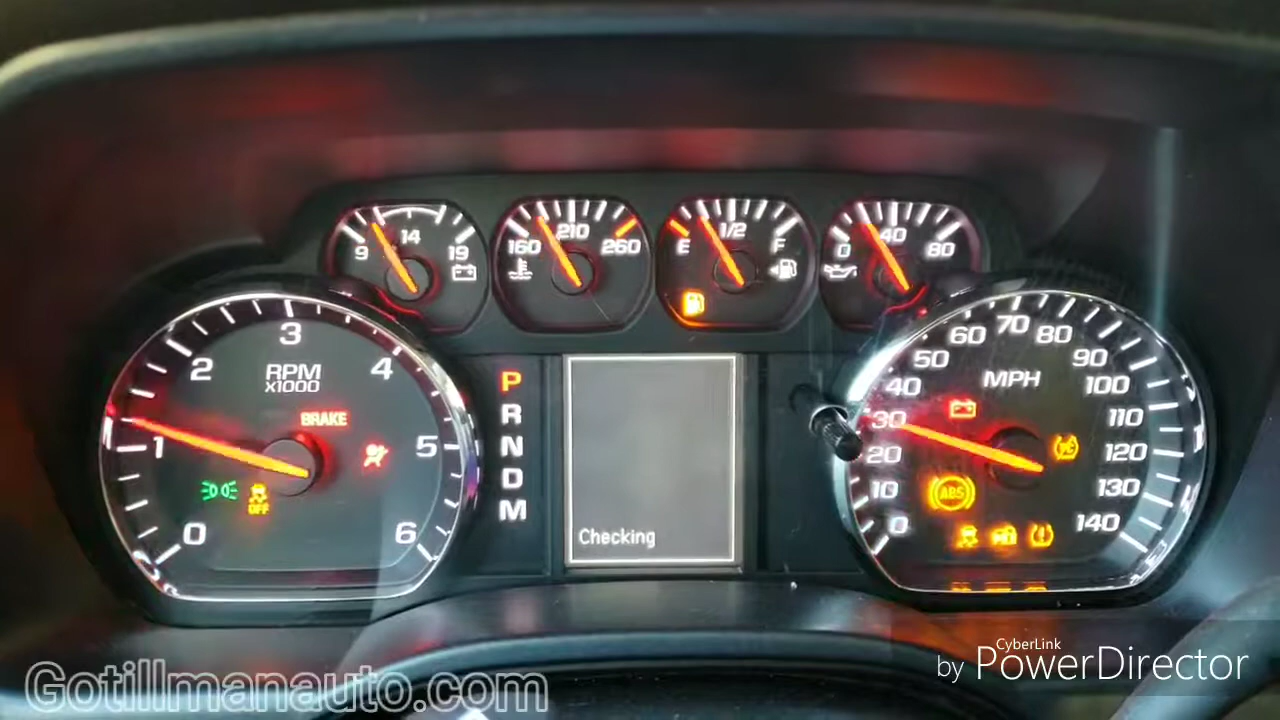 9 14 19
160 210 260
E 1/2 F
0 40 80
0 1 2 3 4 5 6
RPM
x1000
BRAKE
OFF
P
R
N
D
M
Checking
0 10 20 30 40 50 60 70 80 90 100 110 120 130 140
MPH
ABS
Gotillmanauto.com
CyberLink
by PowerDirector